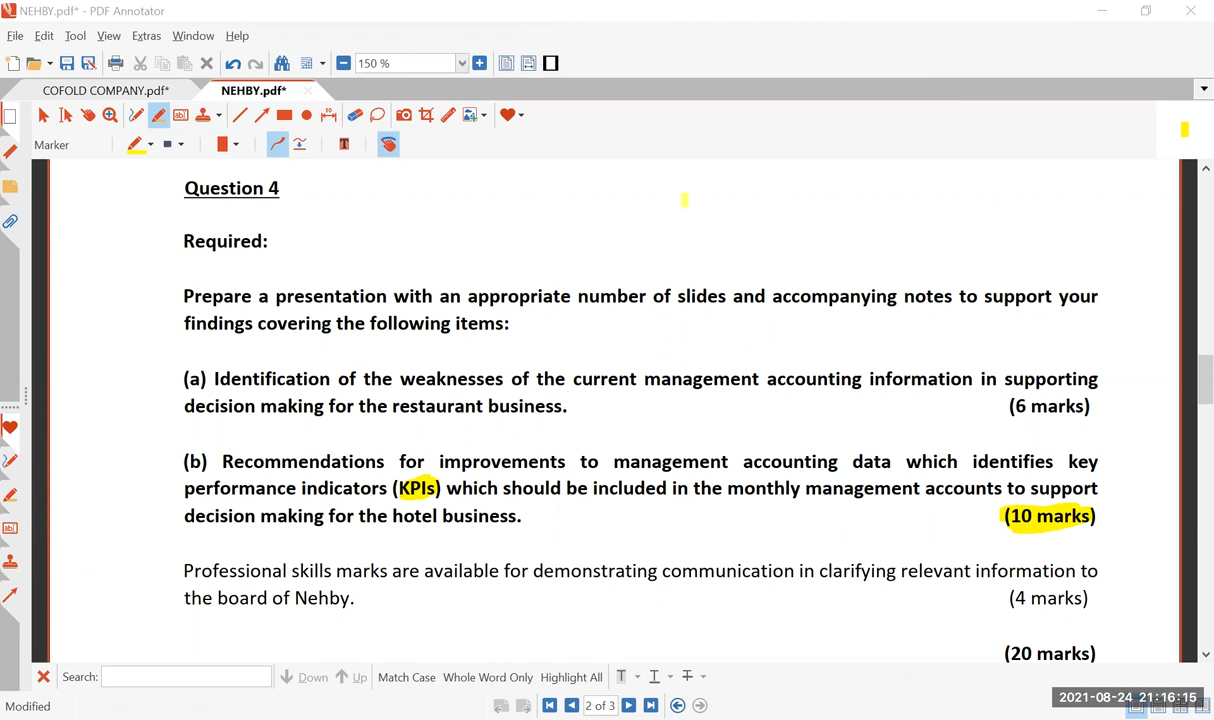 NEHBY.pdf* - PDF Annotator
File Edit Tool View Extras Window Help
150 %
COFOLD COMPANY.pdf* NEHBY.pdf*
Marker
Question 4
Required:
Prepare a presentation with an appropriate number of slides and accompanying notes to support your
findings covering the following items:
(a) Identification of the weaknesses of the current management accounting information in supporting
decision making for the restaurant business. (6 marks)
(b) Recommendations for improvements to management accounting data which identifies key
performance indicators (KPIs) which should be included in the monthly management accounts to support
decision making for the hotel business. (10 marks)
Professional skills marks are available for demonstrating communication in clarifying relevant information to
the board of Nehby. (4 marks)
(20 marks)
Search: Down Up Match Case Whole Word Only Highlight All
2 of 3
Modified
2021-08-24 21:16:15